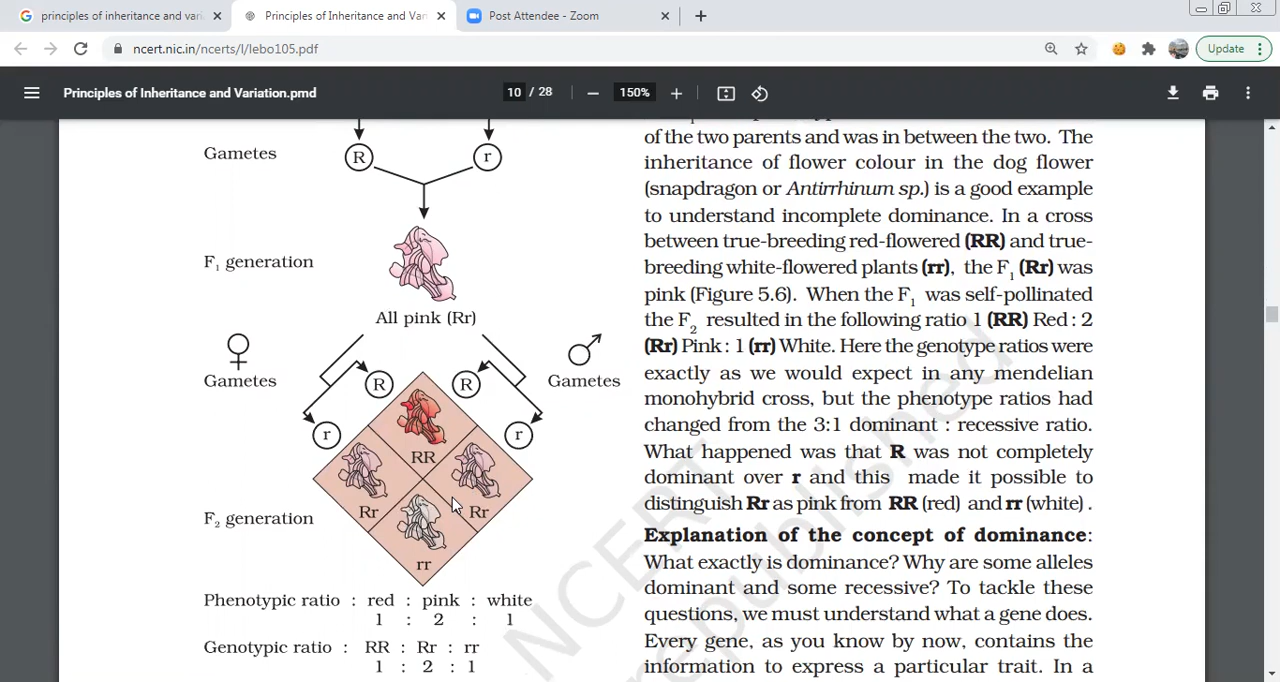 principles of inheritance and vari
Principles of Inheritance and Var
Post Attendee - Zoom
ncert.nic.in/ncerts/l/lebo105.pdf
Update
Principles of Inheritance and Variation.pmd
10 / 28
150%
Gametes
R
r
F1 generation
All pink (Rr)
Gametes
R
R
Gametes
r
r
RR
Rr
Rr
F2 generation
rr
Phenotypic ratio : red : pink : white
1 : 2 : 1
Genotypic ratio : RR : Rr : rr
1 : 2 : 1
of the two parents and was in between the two. The
inheritance of flower colour in the dog flower
(snapdragon or Antirrhinum sp.) is a good example
to understand incomplete dominance. In a cross
between true-breeding red-flowered (RR) and true-
breeding white-flowered plants (rr), the F1 (Rr) was
pink (Figure 5.6). When the F1 was self-pollinated
the F2 resulted in the following ratio 1 (RR) Red : 2
(Rr) Pink : 1 (rr) White. Here the genotype ratios were
exactly as we would expect in any mendelian
monohybrid cross, but the phenotype ratios had
changed from the 3:1 dominant : recessive ratio.
What happened was that R was not completely
dominant over r and this made it possible to
distinguish Rr as pink from RR (red) and rr (white) .
Explanation of the concept of dominance:
What exactly is dominance? Why are some alleles
dominant and some recessive? To tackle these
questions, we must understand what a gene does.
Every gene, as you know by now, contains the
information to express a particular trait. In a
NCERT
republished